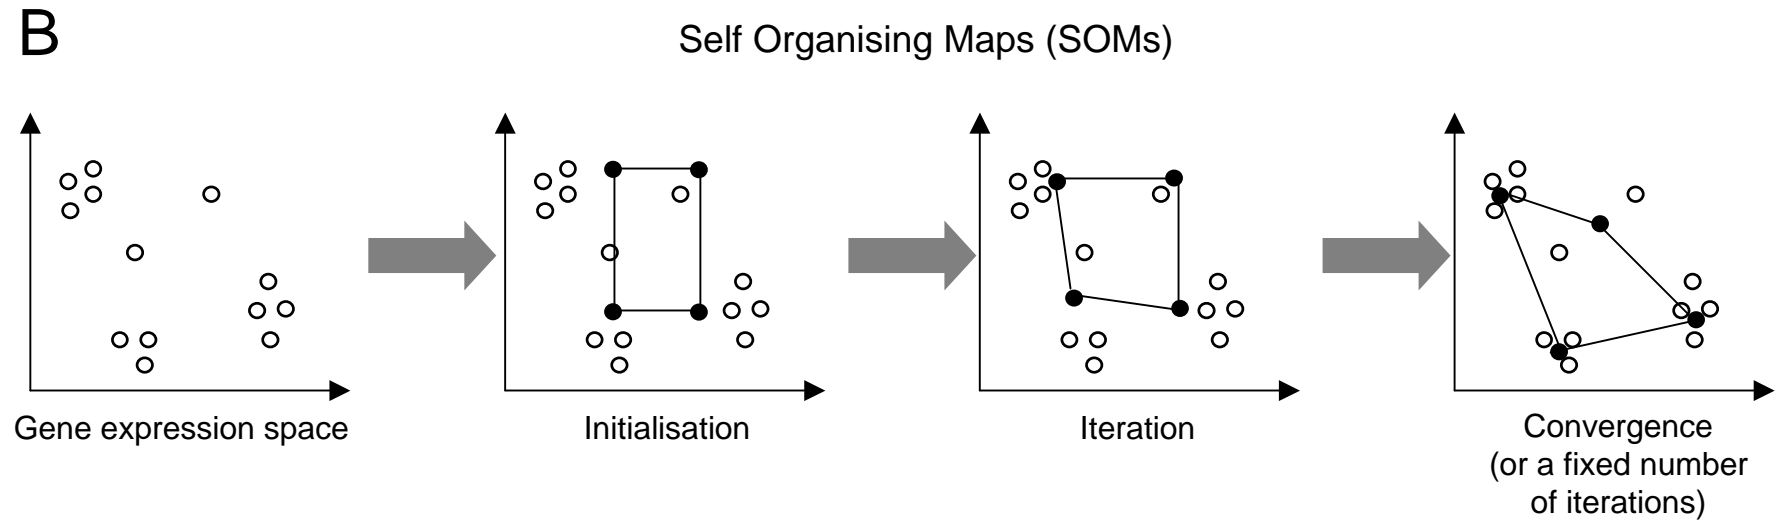 B
Self Organising Maps (SOMs)
Gene expression space
Initialisation
Iteration
Convergence
(or a fixed number
of iterations)